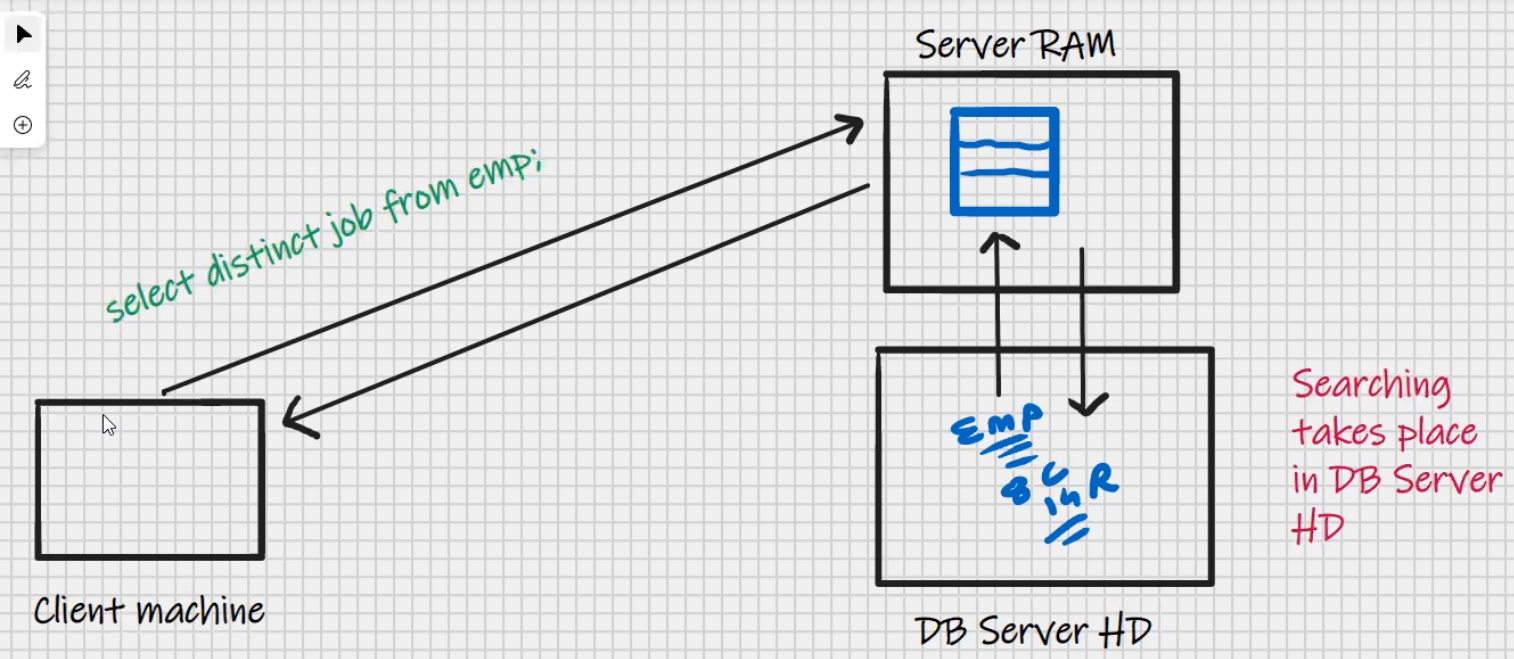 Server RAM
select distinct job from emp;
Emp
8 C
in R
Searching
takes place
in DB Server
HD
Client machine
DB Server HD